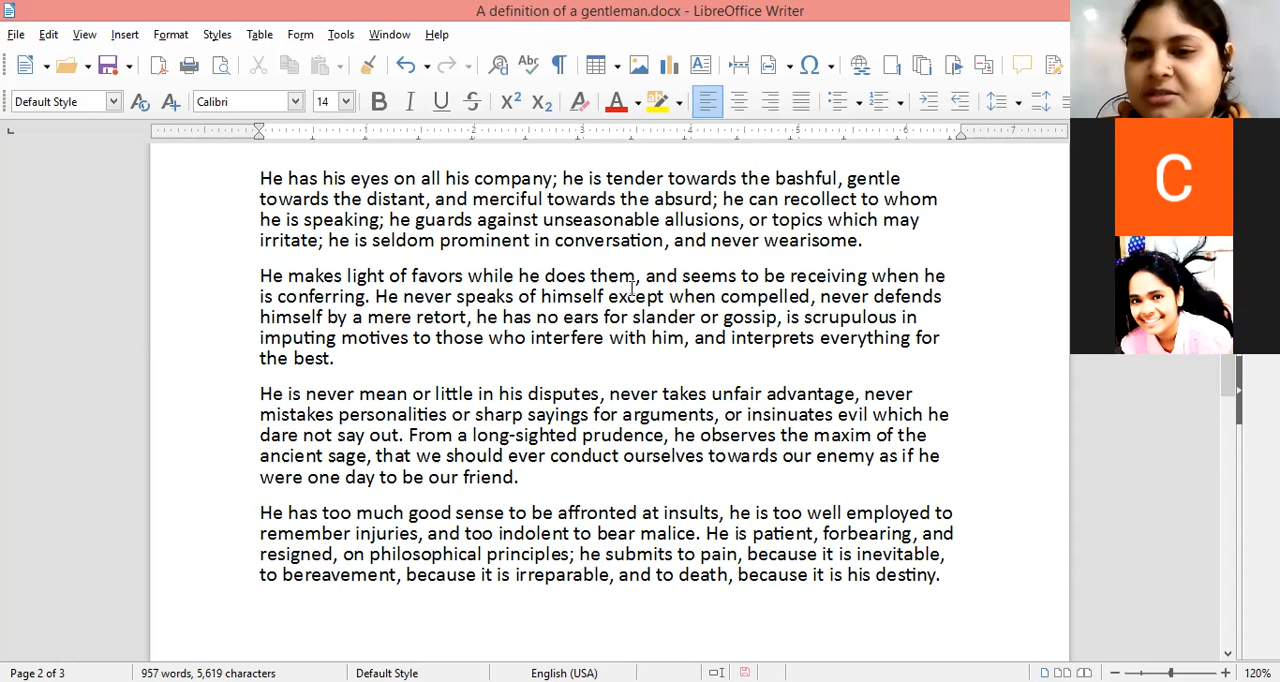 A definition of a gentleman.docx - LibreOffice Writer
File Edit View Insert Format Styles Table Form Tools Window Help
Default Style Calibri 14
1 2 3 4 5 6 7
He has his eyes on all his company; he is tender towards the bashful, gentle
towards the distant, and merciful towards the absurd; he can recollect to whom
he is speaking; he guards against unseasonable allusions, or topics which may
irritate; he is seldom prominent in conversation, and never wearisome.
He makes light of favors while he does them, and seems to be receiving when he
is conferring. He never speaks of himself except when compelled, never defends
himself by a mere retort, he has no ears for slander or gossip, is scrupulous in
imputing motives to those who interfere with him, and interprets everything for
the best.
He is never mean or little in his disputes, never takes unfair advantage, never
mistakes personalities or sharp sayings for arguments, or insinuates evil which he
dare not say out. From a long-sighted prudence, he observes the maxim of the
ancient sage, that we should ever conduct ourselves towards our enemy as if he
were one day to be our friend.
He has too much good sense to be affronted at insults, he is too well employed to
remember injuries, and too indolent to bear malice. He is patient, forbearing, and
resigned, on philosophical principles; he submits to pain, because it is inevitable,
to bereavement, because it is irreparable, and to death, because it is his destiny.
C
Page 2 of 3 957 words, 5,619 characters Default Style English (USA) 120%